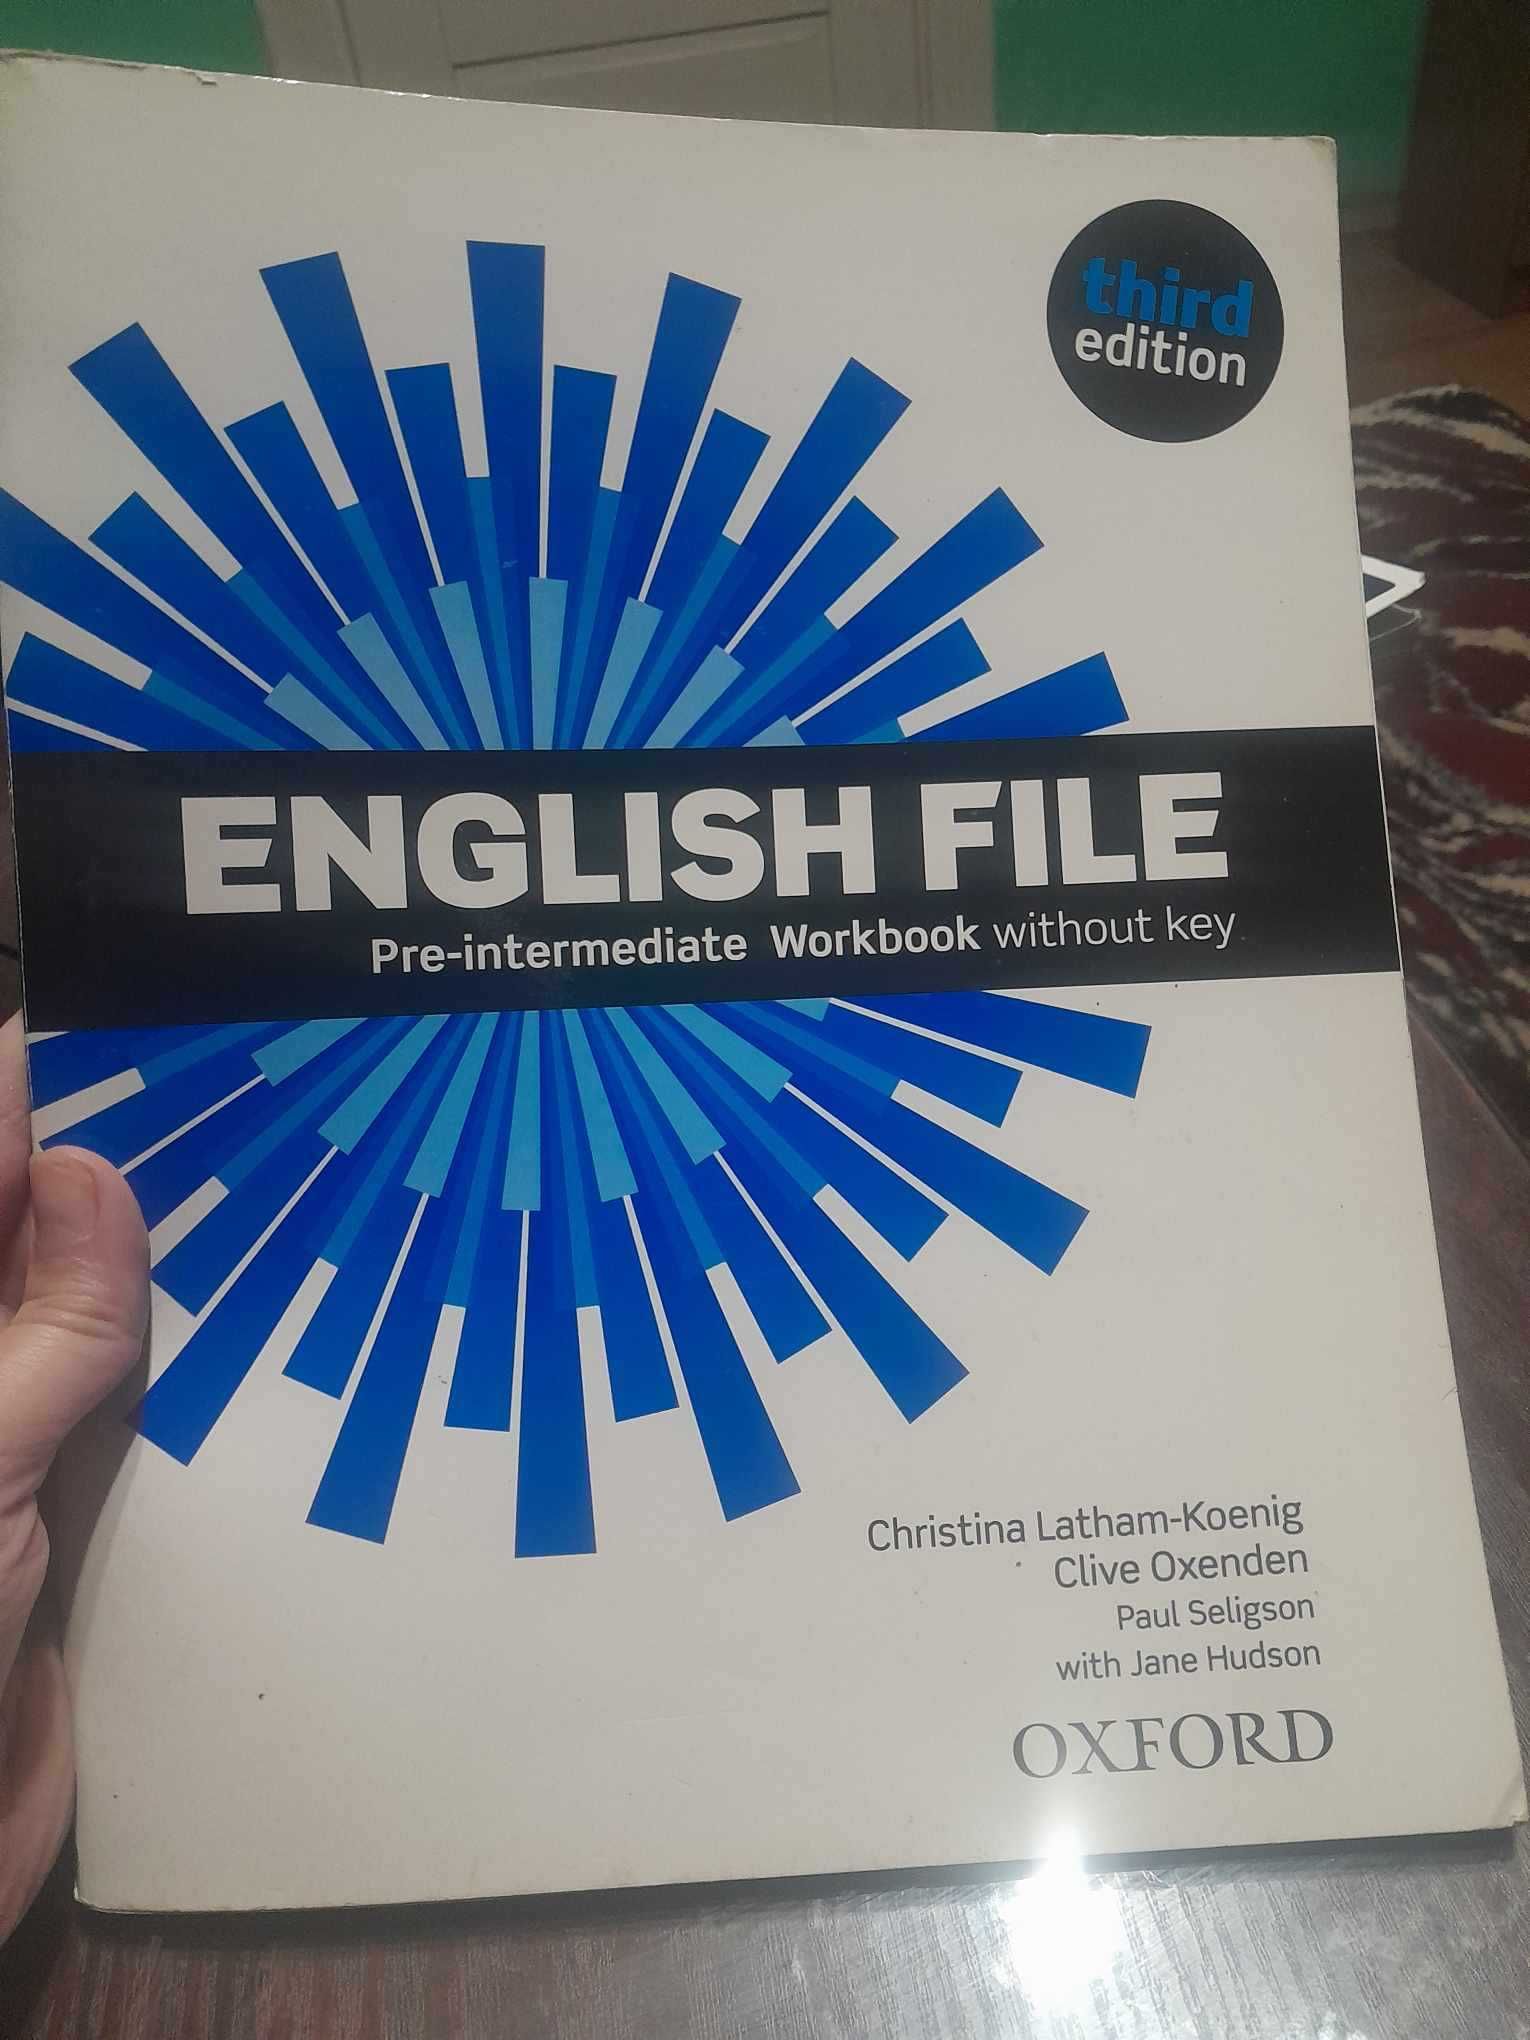 third
edition
ENGLISH FILE
Pre-intermediate Workbook without key
Christina Latham-Koenig
Clive Oxenden
Paul Seligson
with Jane Hudson
OXFORD